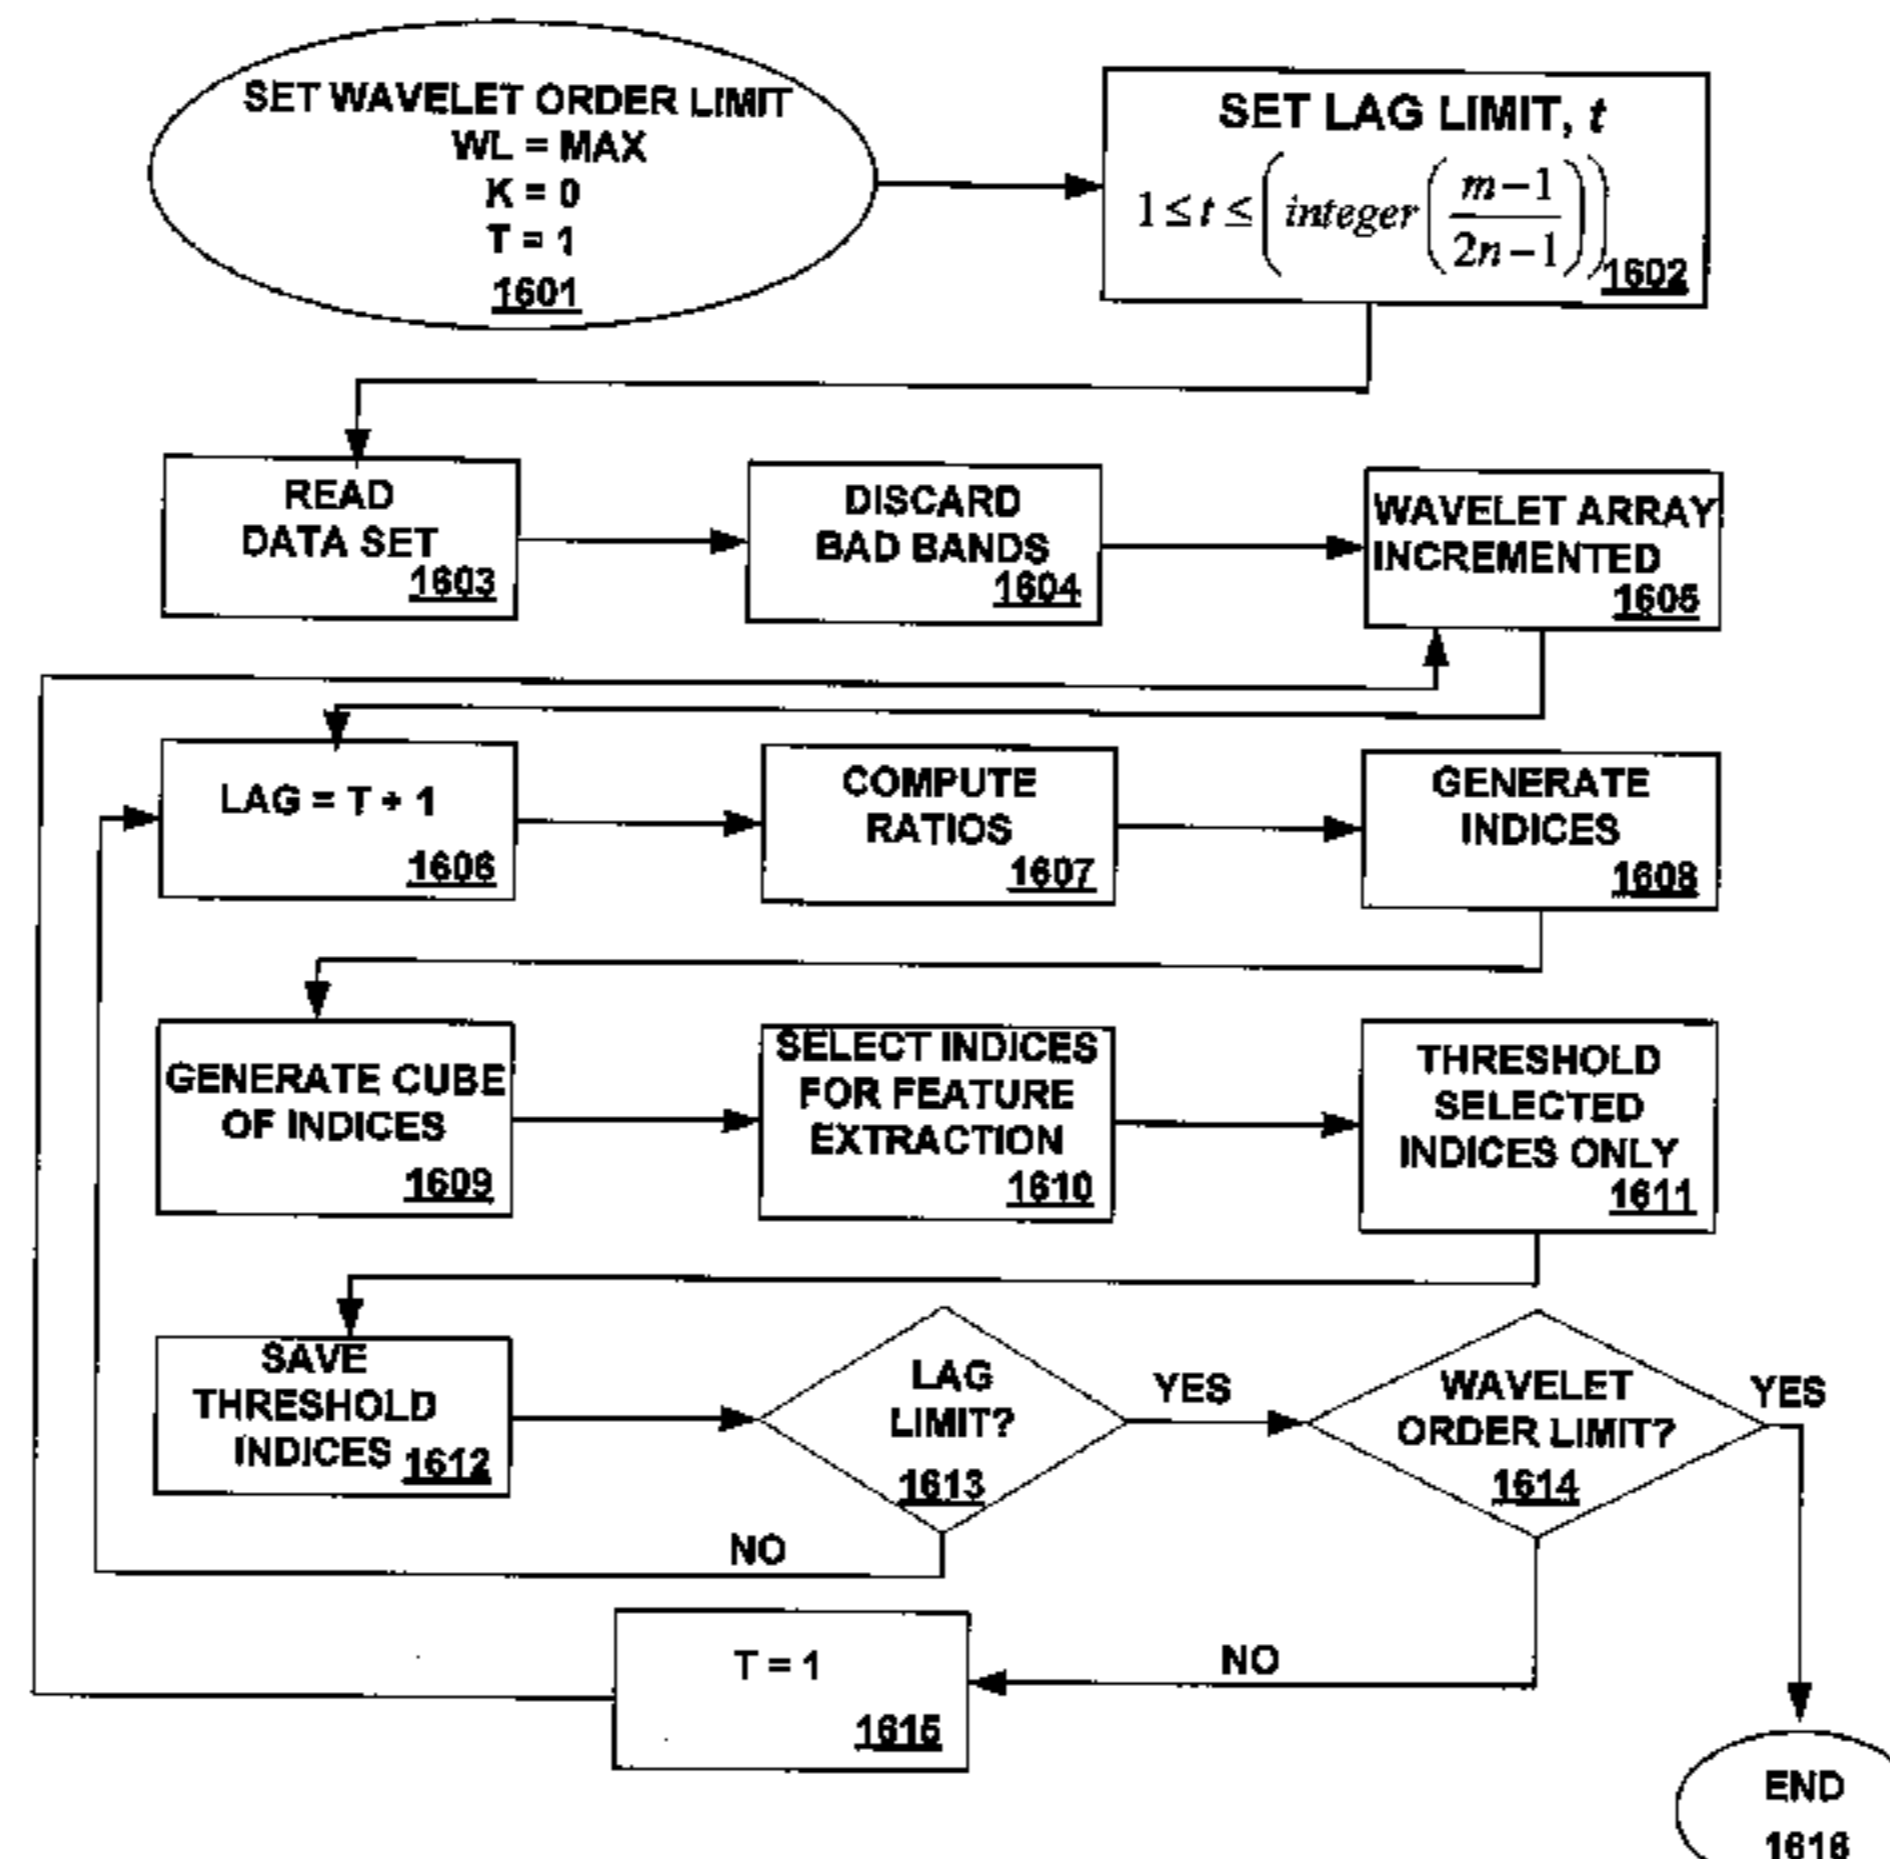 SET WAVELET ORDER LIMIT
WL = MAX
K = 0
T = 1
1601
SET LAG LIMIT, t
1 ≤ t ≤ (integer((m−1)/(2n−1)))
1602
READ
DATA SET
1603
DISCARD
BAD BANDS
1604
WAVELET ARRAY
INCREMENTED
1605
LAG = T + 1
1606
COMPUTE
RATIOS
1607
GENERATE
INDICES
1608
GENERATE CUBE
OF INDICES
1609
SELECT INDICES
FOR FEATURE
EXTRACTION
1610
THRESHOLD
SELECTED
INDICES ONLY
1611
SAVE
THRESHOLD
INDICES 1612
LAG
LIMIT?
1613
YES
WAVELET
ORDER LIMIT?
1614
YES
NO
T = 1
1615
NO
END
1616